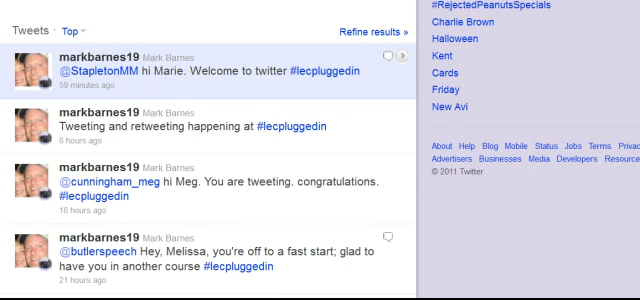 Tweets · Top
Refine results »
markbarnes19 Mark Barnes
@StapletonMM hi Marie. Welcome to twitter #lecpluggedin
59 minutes ago
markbarnes19 Mark Barnes
Tweeting and retweeting happening at #lecpluggedin
6 hours ago
markbarnes19 Mark Barnes
@cunningham_meg hi Meg. You are tweeting. congratulations.
#lecpluggedin
16 hours ago
markbarnes19 Mark Barnes
@butlerspeech Hey, Melissa, you're off to a fast start; glad to
have you in another course #lecpluggedin
21 hours ago
#RejectedPeanutsSpecials
Charlie Brown
Halloween
Kent
Cards
Friday
New Avi
About Help Blog Mobile Status Jobs Terms Privac
Advertisers Businesses Media Developers Resource
© 2011 Twitter